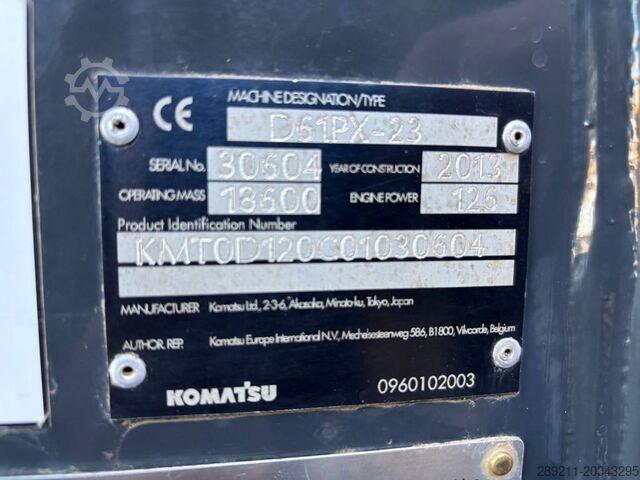 CE MACHINE DESIGNATION/TYPE
D61PX-23
SERIAL No. 30604 YEAR OF CONSTRUCTION 2013
OPERATING MASS 18600 ENGINE POWER 126
Product Identification Number
KMT0D120C01030604
MANUFACTURER Komatsu Ltd., 2-3-6, Akasaka, Minato-ku, Tokyo, Japan
AUTHOR. REP. Komatsu Europe International N.V., Mechelsesteenweg 586, B1800, Vilvoorde, Belgium
KOMATSU 0960102003
289211-20343295